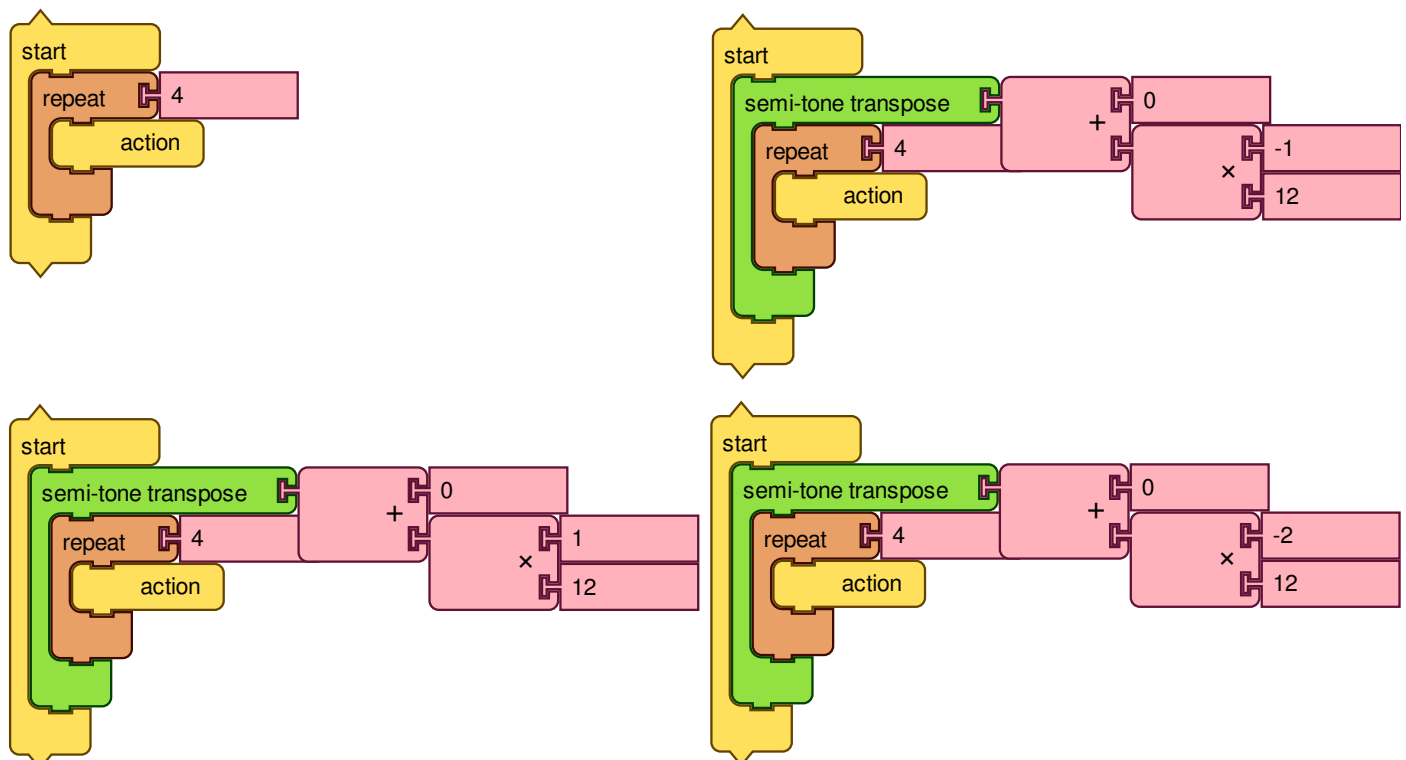 start
repeat 4
action
start
semi-tone transpose + 0
repeat 4 × -1
action 12
start
semi-tone transpose + 0
repeat 4 × 1
action 12
start
semi-tone transpose + 0
repeat 4 × -2
action 12